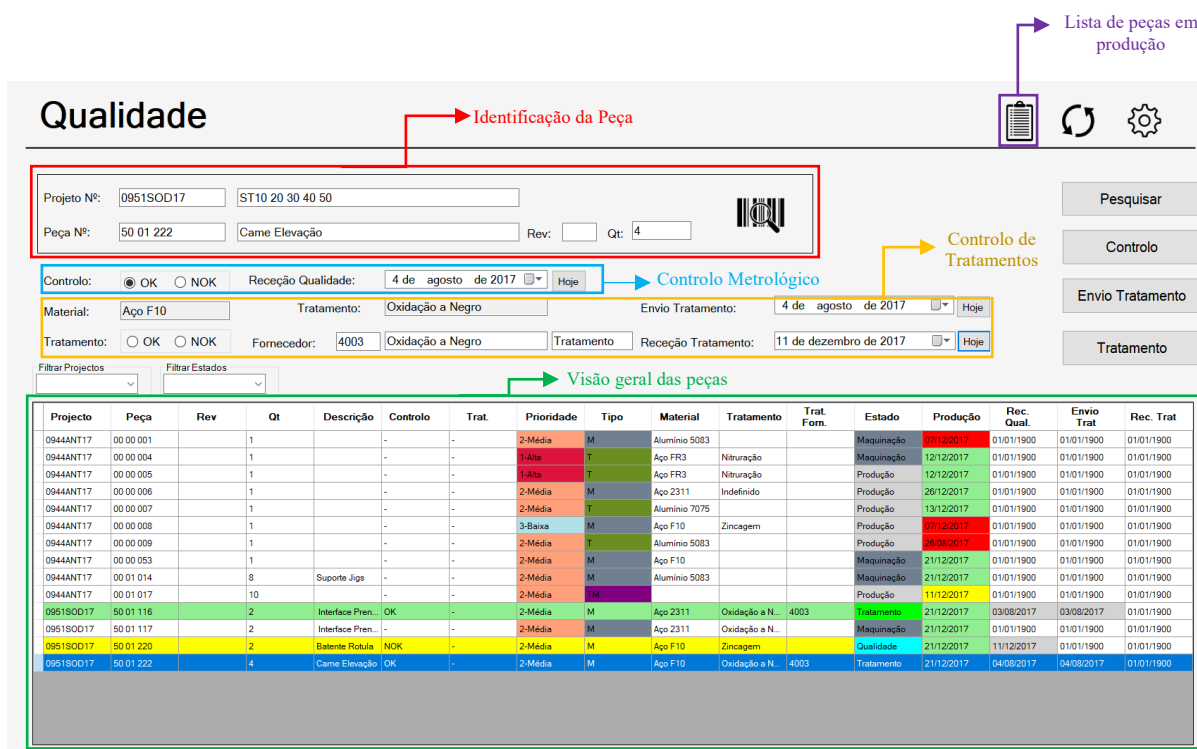 Lista de peças em
produção
Qualidade
Identificação da Peça
Projeto Nº: 0951SOD17 ST10 20 30 40 50
Peça Nº: 50 01 222 Came Elevação Rev: Qt: 4
Pesquisar
Controlo de
Tratamentos
Controlo
Controlo: OK NOK Receção Qualidade: 4 de agosto de 2017 Hoje
Controlo Metrológico
Envio Tratamento
Material: Aço F10 Tratamento: Oxidação a Negro Envio Tratamento: 4 de agosto de 2017 Hoje
Tratamento: OK NOK Fornecedor: 4003 Oxidação a Negro Tratamento Receção Tratamento: 11 de dezembro de 2017 Hoje
Tratamento
Filtrar Projectos Filtrar Estados
Visão geral das peças
Projecto Peça Rev Qt Descrição Controlo Trat. Prioridade Tipo Material Tratamento Trat. Forn. Estado Produção Rec. Qual. Envio Trat Rec. Trat
0944ANT17 00 00 001 1 - - 2-Média M Alumínio 5083 Maquinação 07/12/2017 01/01/1900 01/01/1900 01/01/1900
0944ANT17 00 00 004 1 - - 1-Alta T Aço FR3 Nitruração Maquinação 12/12/2017 01/01/1900 01/01/1900 01/01/1900
0944ANT17 00 00 005 1 - - 1-Alta T Aço FR3 Nitruração Produção 12/12/2017 01/01/1900 01/01/1900 01/01/1900
0944ANT17 00 00 006 1 - - 2-Média M Aço 2311 Indefinido Produção 26/12/2017 01/01/1900 01/01/1900 01/01/1900
0944ANT17 00 00 007 1 - - 2-Média T Alumínio 7075 Produção 13/12/2017 01/01/1900 01/01/1900 01/01/1900
0944ANT17 00 00 008 1 - - 3-Baixa M Aço F10 Zincagem Produção 07/12/2017 01/01/1900 01/01/1900 01/01/1900
0944ANT17 00 00 009 1 - - 2-Média T Alumínio 5083 Produção 26/08/2017 01/01/1900 01/01/1900 01/01/1900
0944ANT17 00 00 053 1 - - 2-Média M Aço F10 Maquinação 21/12/2017 01/01/1900 01/01/1900 01/01/1900
0944ANT17 00 01 014 8 Suporte Jigs - - 2-Média M Alumínio 5083 Maquinação 21/12/2017 01/01/1900 01/01/1900 01/01/1900
0944ANT17 00 01 017 10 - - 2-Média TM Produção 11/12/2017 01/01/1900 01/01/1900 01/01/1900
0951SOD17 50 01 116 2 Interface Pren... OK - 2-Média M Aço 2311 Oxidação a N... 4003 Tratamento 21/12/2017 03/08/2017 03/08/2017 01/01/1900
0951SOD17 50 01 117 2 Interface Pren... - - 2-Média M Aço 2311 Oxidação a N... Maquinação 21/12/2017 01/01/1900 01/01/1900 01/01/1900
0951SOD17 50 01 220 2 Batente Rotula NOK - 2-Média M Aço F10 Zincagem Qualidade 21/12/2017 11/12/2017 01/01/1900 01/01/1900
0951SOD17 50 01 222 4 Came Elevação OK - 2-Média M Aço F10 Oxidação a N... 4003 Tratamento 21/12/2017 04/08/2017 04/08/2017 01/01/1900